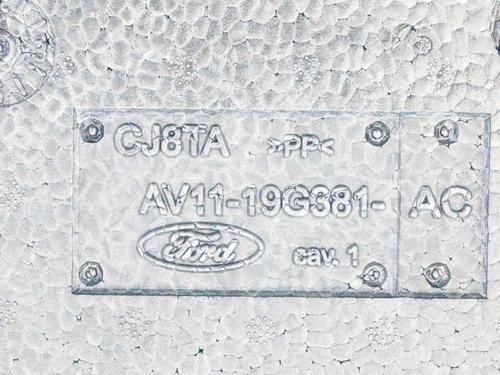 CJ8TA >PP<
AV11-19G381- AC
Ford cav. 1